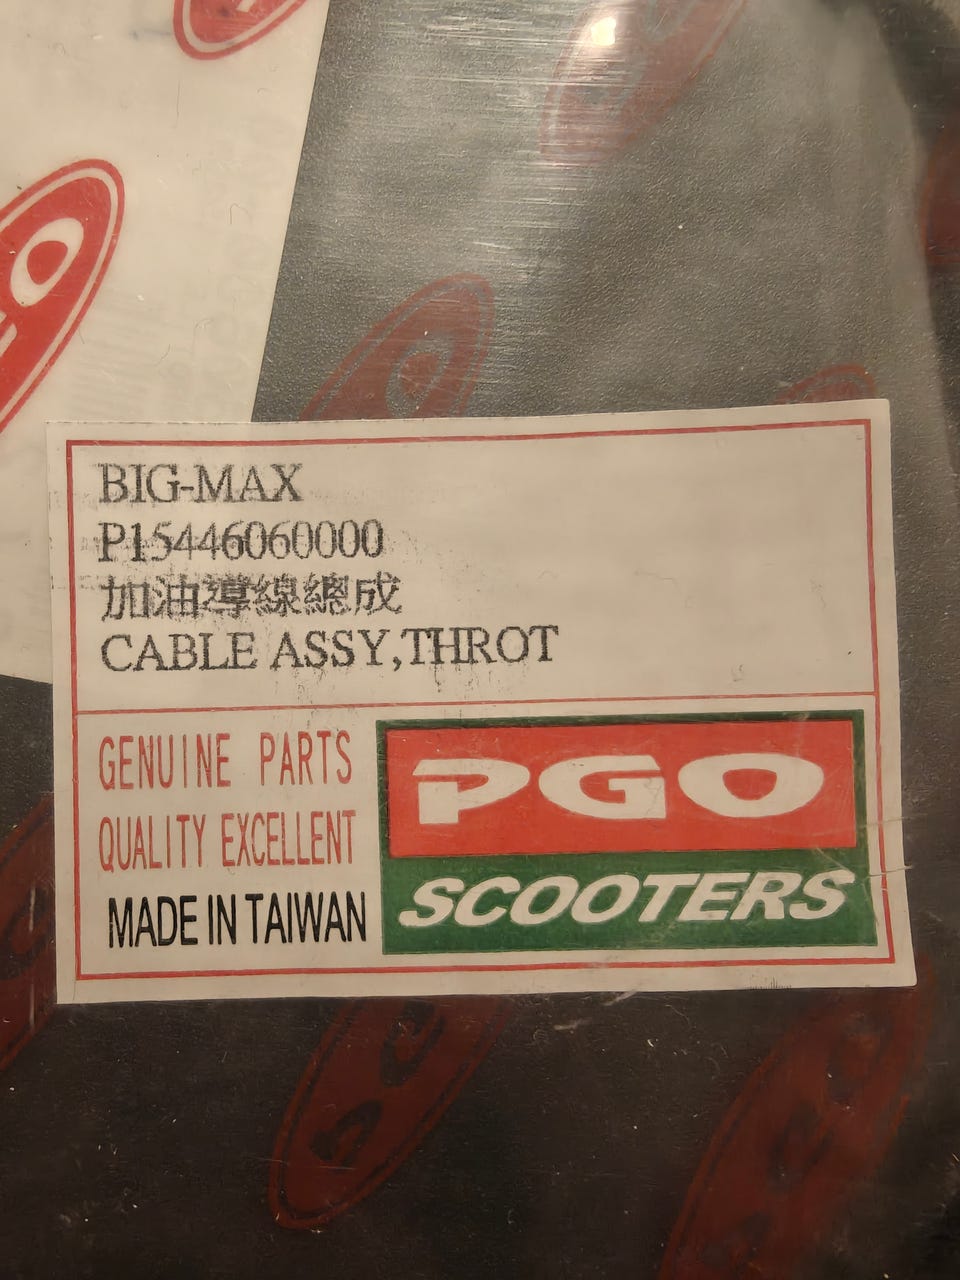 BIG-MAX
P15446060000
加油導線總成
CABLE ASSY,THROT
GENUINE PARTS
QUALITY EXCELLENT
MADE IN TAIWAN
PGO
SCOOTERS